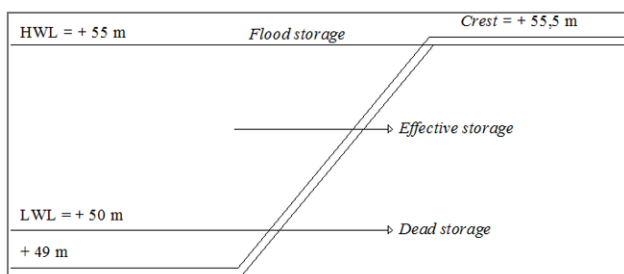 Crest = + 55,5 m
HWL = + 55 m
Flood storage
Effective storage
LWL = + 50 m
Dead storage
+ 49 m